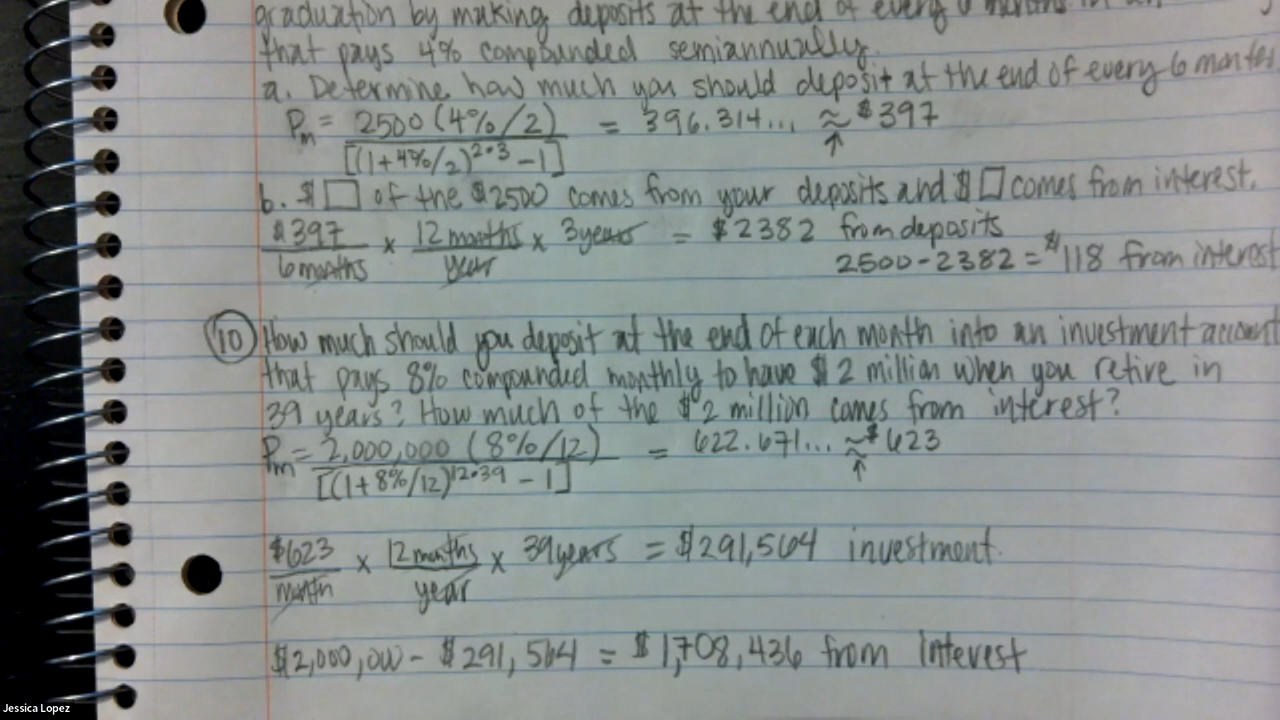 graduation by making deposits at the end of every 6 months in an
that pays 4% compounded semiannually.
a. Determine how much you should deposit at the end of every 6 months
Pm = 2500 (4%/2) / [(1+4%/2)^2·3 − 1] = 396.314... ≈ $397
↑
b. $ □ of the $2500 comes from your deposits and $ □ comes from interest.
$397 / 6 months × 12 months / year × 3 years = $2382 from deposits
2500 − 2382 = $118 from interest
10 How much should you deposit at the end of each month into an investment account
that pays 8% compounded monthly to have $2 million when you retire in
39 years? How much of the $2 million comes from interest?
Pm = 2,000,000 (8%/12) / [(1+8%/12)^12·39 − 1] = 622.671... ≈ $623
↑
$623 / month × 12 months / year × 39 years = $291,564 investment
$2,000,000 − $291,564 = $1,708,436 from interest
Jessica Lopez